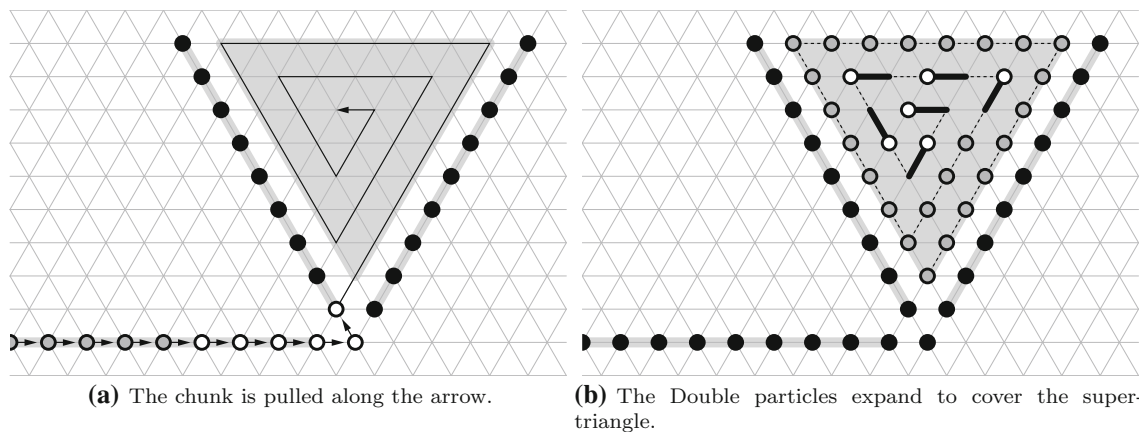 (a) The chunk is pulled along the arrow.
(b) The Double particles expand to cover the super-
triangle.